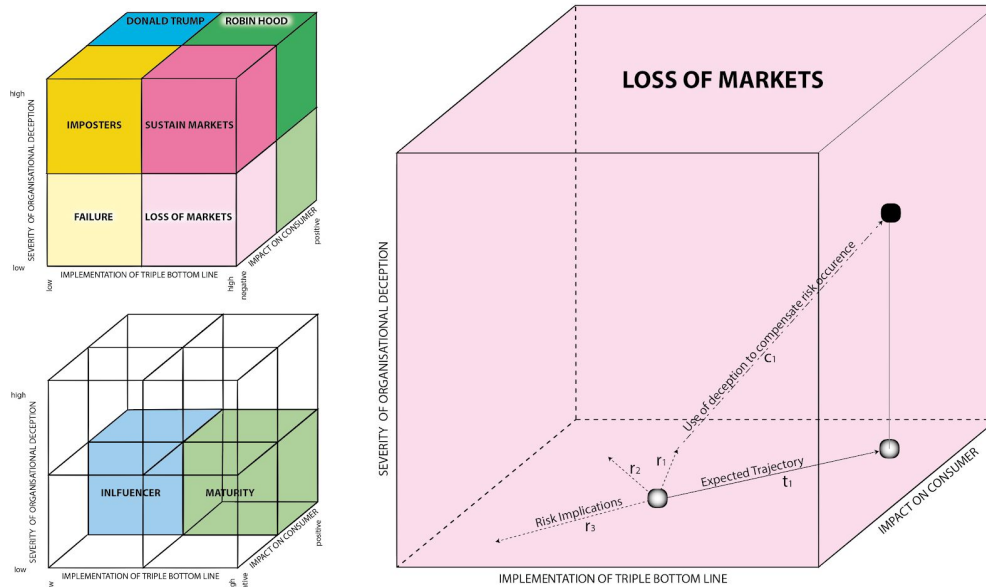 DONALD TRUMP
ROBIN HOOD
IMPOSTERS
SUSTAIN MARKETS
FAILURE
LOSS OF MARKETS
SEVERITY OF ORGANISATIONAL DECEPTION
high
low
IMPLEMENTATION OF TRIPLE BOTTOM LINE
low
high
negative
IMPACT ON CONSUMER
positive
INLFUENCER
MATURITY
SEVERITY OF ORGANISATIONAL DECEPTION
high
low
IMPLEMENTATION OF TRIPLE BOTTOM LINE
IMPACT ON CONSUMER
positive
LOSS OF MARKETS
SEVERITY OF ORGANISATIONAL DECEPTION
Use of deception to compensate risk occurence
c1
r2
r1
Expected Trajectory
t1
Risk Implications
r3
IMPACT ON CONSUMER
IMPLEMENTATION OF TRIPLE BOTTOM LINE